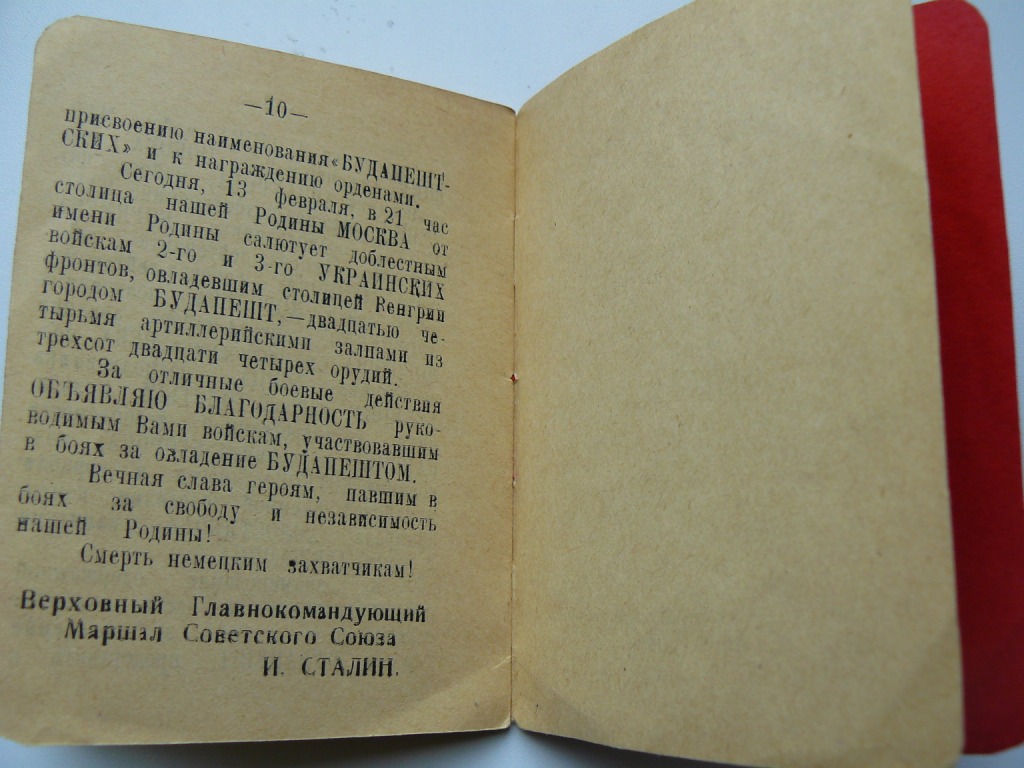 —10—
присвоению наименования «БУДАПЕШТ-
СКИХ» и к награждению орденами.
Сегодня, 13 февраля, в 21 час
столица нашей Родины МОСКВА от
имени Родины салютует доблестным
войскам 2-го и 3-го УКРАИНСКИХ
фронтов, овладевшим столицей Венгрии
городом БУДАПЕШТ,—двадцатью че-
тырьмя артиллерийскими залпами из
трехсот двадцати четырех орудий.
За отличные боевые действия
ОБЪЯВЛЯЮ БЛАГОДАРНОСТЬ руко-
водимым Вами войскам, участвовавшим
в боях за овладение БУДАПЕШТОМ.
Вечная слава героям, павшим в
боях за свободу и независимость
нашей Родины!
Смерть немецким захватчикам!
Верховный Главнокомандующий
Маршал Советского Союза
И. СТАЛИН.